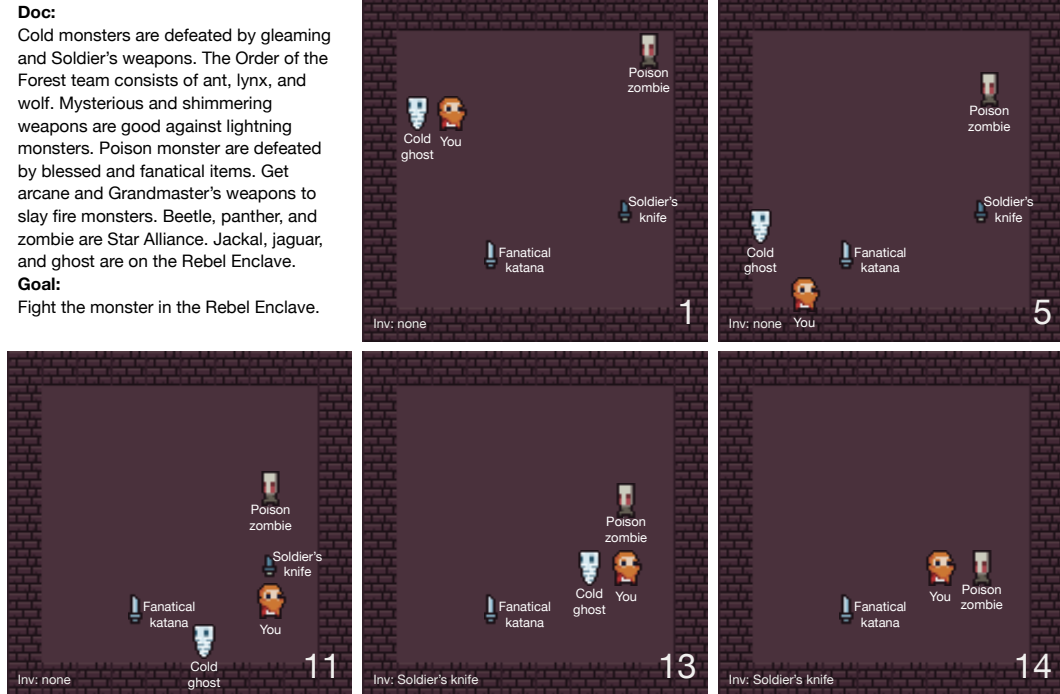 Doc:
Cold monsters are defeated by gleaming
and Soldier's weapons. The Order of the
Forest team consists of ant, lynx, and
wolf. Mysterious and shimmering
weapons are good against lightning
monsters. Poison monster are defeated
by blessed and fanatical items. Get
arcane and Grandmaster's weapons to
slay fire monsters. Beetle, panther, and
zombie are Star Alliance. Jackal, jaguar,
and ghost are on the Rebel Enclave.
Goal:
Fight the monster in the Rebel Enclave.
Poison
zombie
Cold
ghost
You
Soldier's
knife
Fanatical
katana
Inv: none
1
Poison
zombie
Soldier's
knife
Cold
ghost
Fanatical
katana
Inv: none
You
5
Poison
zombie
Soldier's
knife
Fanatical
katana
You
Cold
ghost
Inv: none
11
Poison
zombie
Cold
ghost
You
Fanatical
katana
Inv: Soldier's knife
13
You
Poison
zombie
Fanatical
katana
Inv: Soldier's knife
14